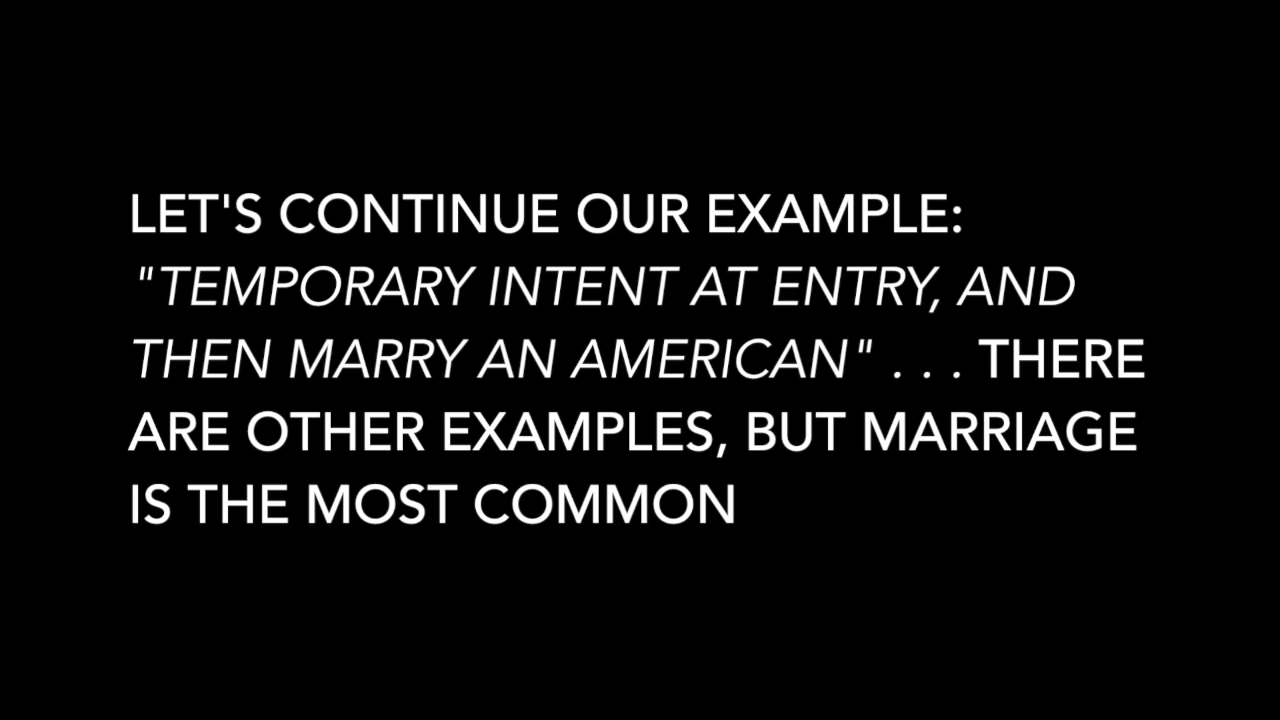 LET'S CONTINUE OUR EXAMPLE:
"TEMPORARY INTENT AT ENTRY, AND
THEN MARRY AN AMERICAN" . . . THERE
ARE OTHER EXAMPLES, BUT MARRIAGE
IS THE MOST COMMON